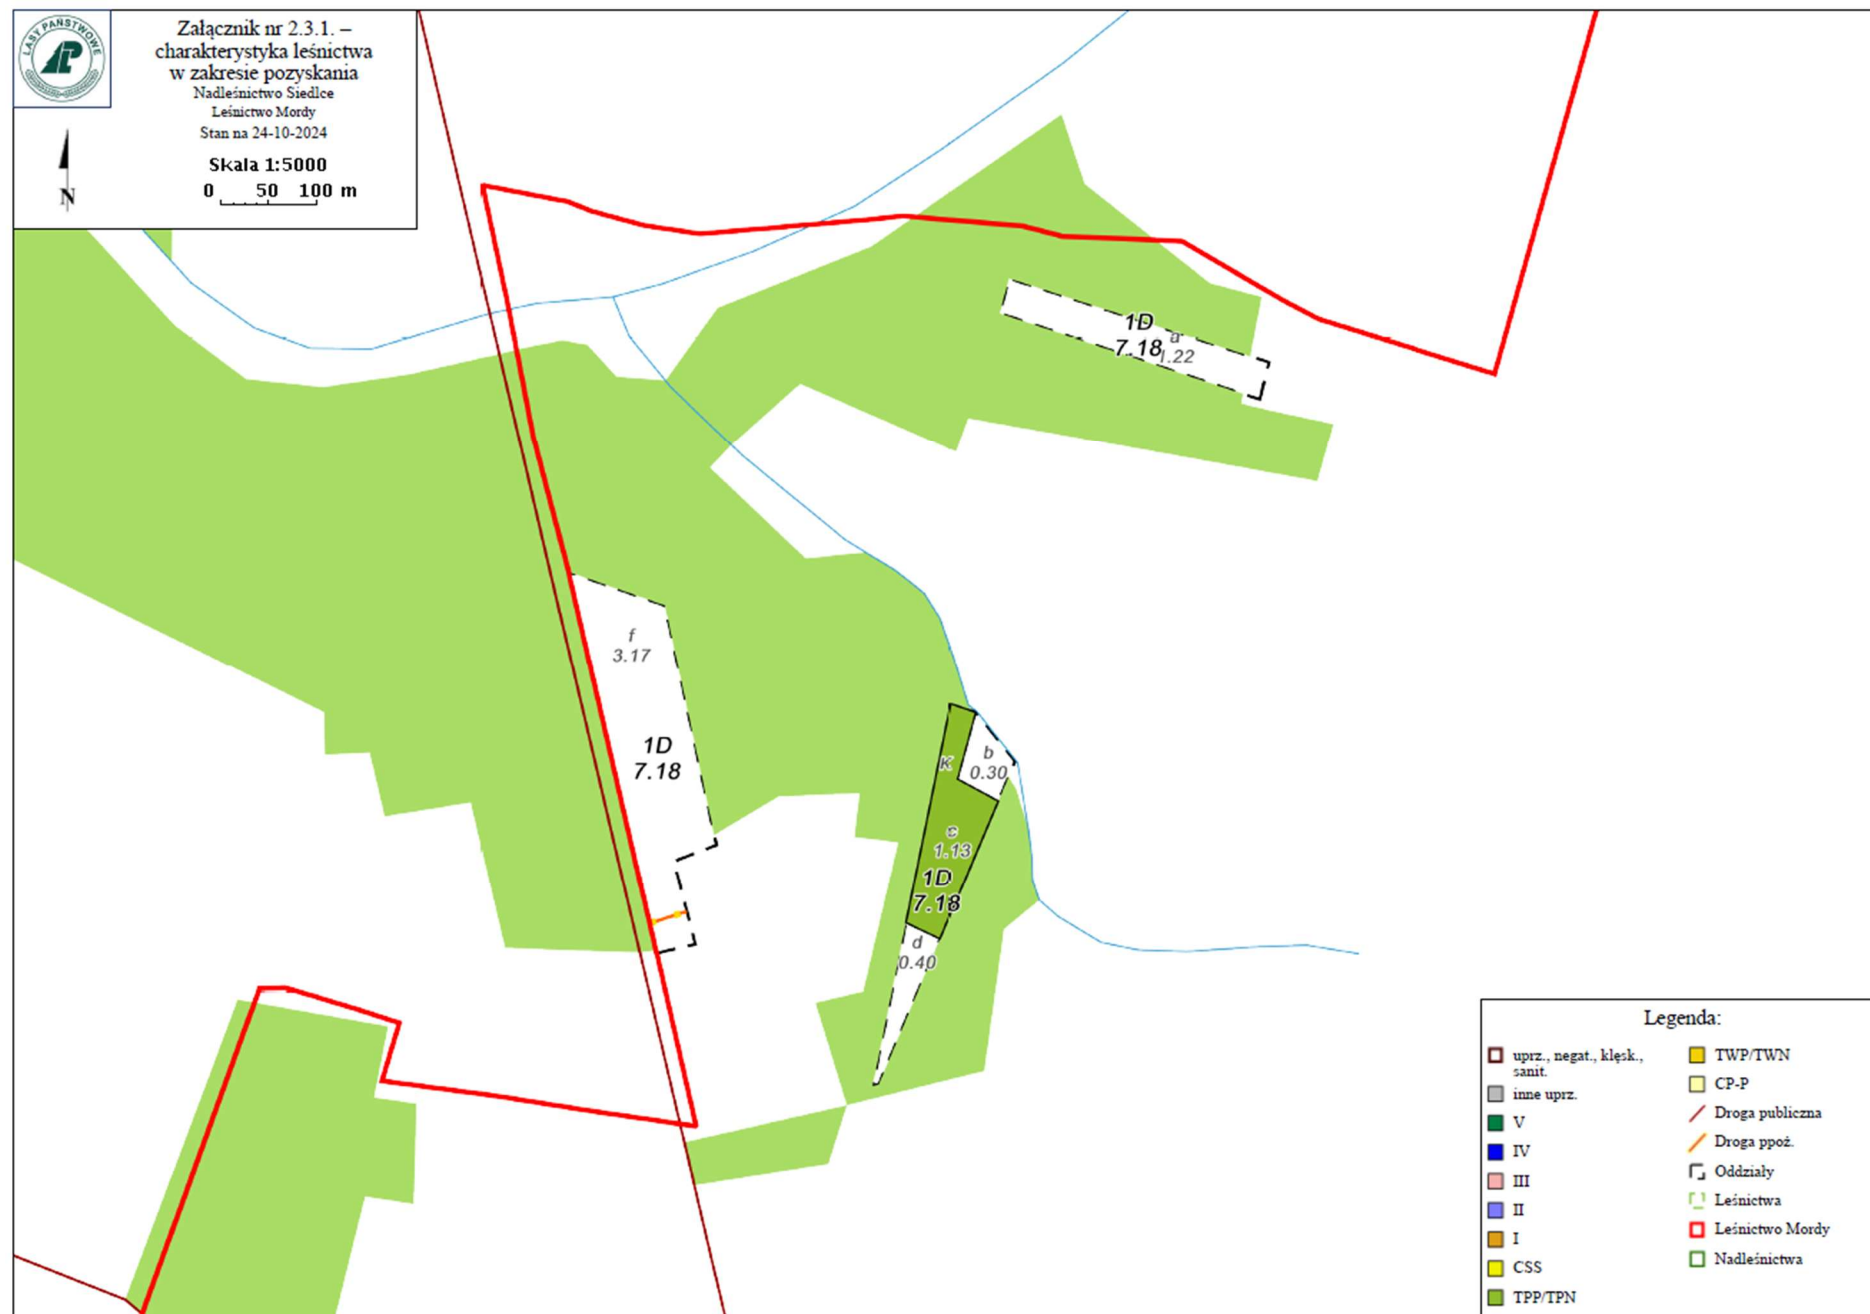 LASY PAŃSTWOWE
Załącznik nr 2.3.1. –
charakterystyka leśnictwa
w zakresie pozyskania
Nadleśnictwo Siedlce
Leśnictwo Mordy
Stan na 24-10-2024
Skala 1:5000
0 50 100 m
N
1D
7.18
a
1.22
f
3.17
1D
7.18
K
b
0.30
c
1.13
1D
7.18
d
0.40
Legenda:
uprz., negat., klęsk.,
sanit.
inne uprz.
V
IV
III
II
I
CSS
TPP/TPN
TWP/TWN
CP-P
Droga publiczna
Droga ppoż.
Oddziały
Leśnictwa
Leśnictwo Mordy
Nadleśnictwa